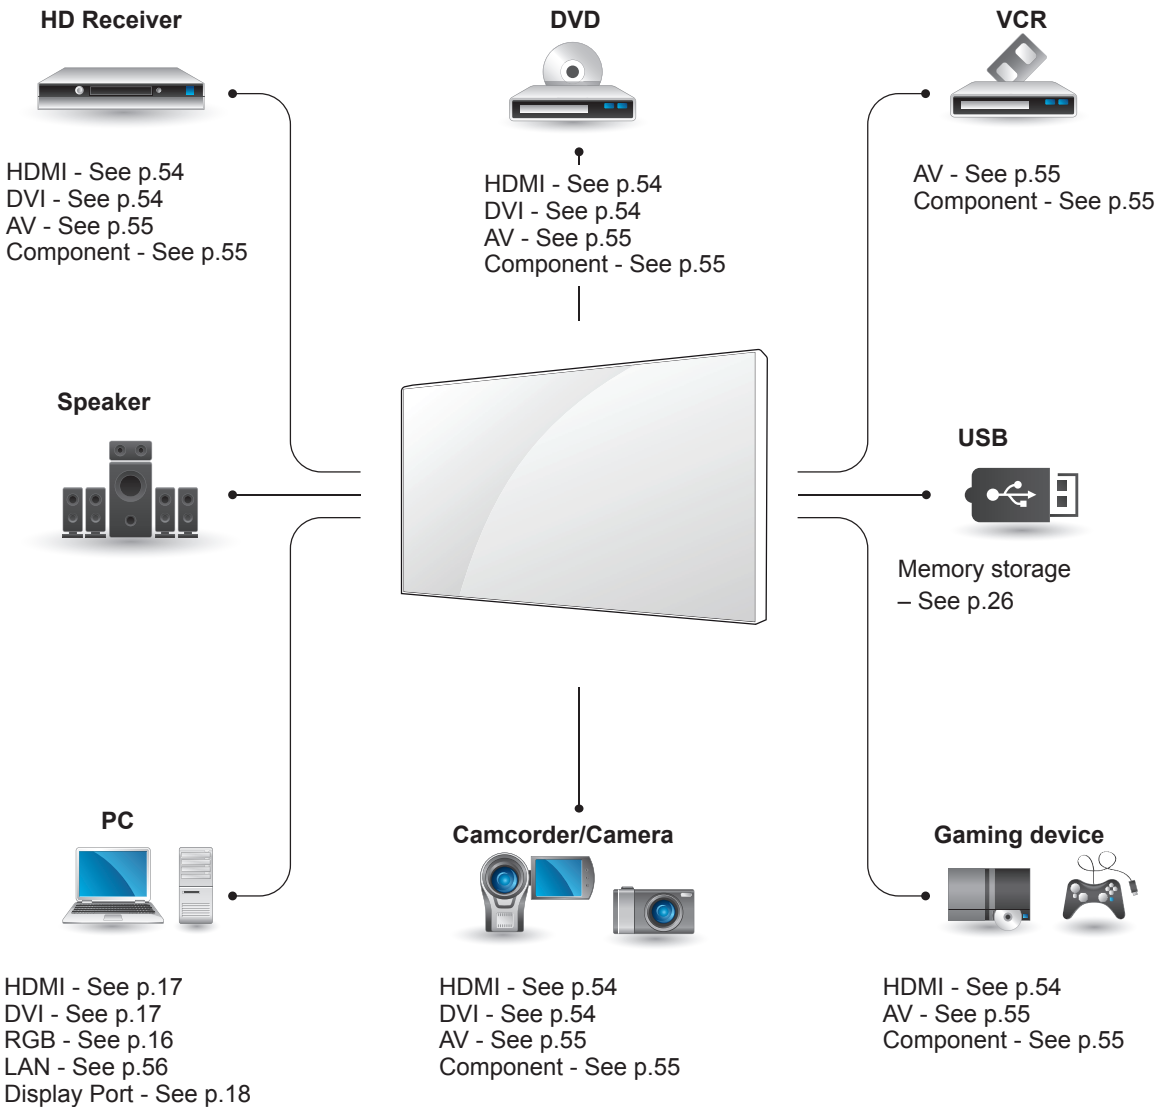 HD Receiver
HDMI - See p.54
DVI - See p.54
AV - See p.55
Component - See p.55
DVD
HDMI - See p.54
DVI - See p.54
AV - See p.55
Component - See p.55
VCR
AV - See p.55
Component - See p.55
Speaker
USB
Memory storage
– See p.26
PC
HDMI - See p.17
DVI - See p.17
RGB - See p.16
LAN - See p.56
Display Port - See p.18
Camcorder/Camera
HDMI - See p.54
DVI - See p.54
AV - See p.55
Component - See p.55
Gaming device
HDMI - See p.54
AV - See p.55
Component - See p.55